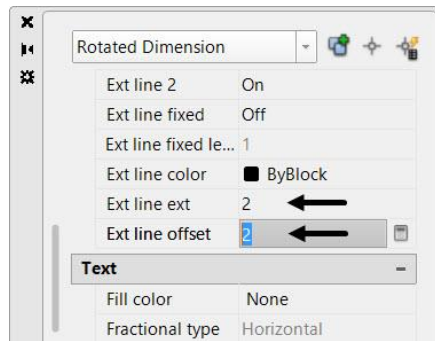 Rotated Dimension
Ext line 2 On
Ext line fixed Off
Ext line fixed le... 1
Ext line color ByBlock
Ext line ext 2
Ext line offset 2
Text
Fill color None
Fractional type Horizontal